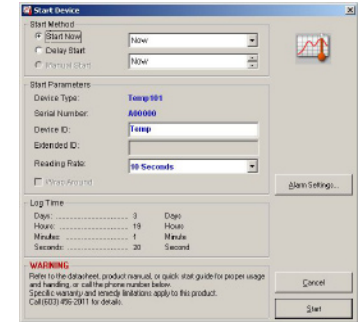 Start Device
Start Method
Start Now
Now
Delay Start
Manual Start
Now
Start Parameters
Device Type: Temp101
Serial Number: A00000
Device ID: Temp
Extended ID:
Reading Rate: 10 Seconds
Wrap Around
Alarm Settings...
Log Time
Days: 3 Days
Hours: 19 Hours
Minutes 1 Minute
Seconds: 20 Second
WARNING
Refer to the datasheet, product manual, or quick start guide for proper usage
and handling, or call the phone number below.
Specific warranty and remedy limitations apply to this product.
Call (603) 456-2011 for details.
Cancel
Start